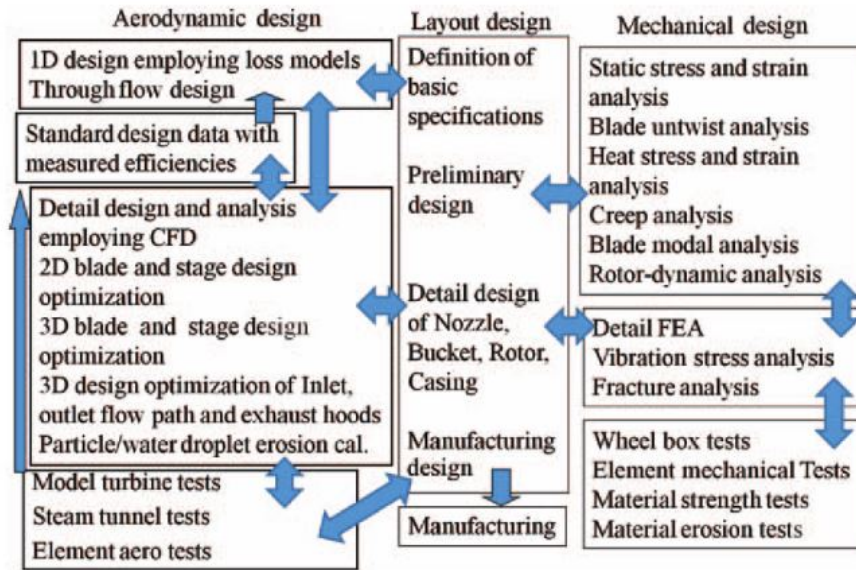 Aerodynamic design
1D design employing loss models
Through flow design
Standard design data with
measured efficiencies
Detail design and analysis
employing CFD
2D blade and stage design
optimization
3D blade and stage design
optimization
3D design optimization of Inlet,
outlet flow path and exhaust hoods
Particle/water droplet erosion cal.
Model turbine tests
Steam tunnel tests
Element aero tests
Layout design
Definition of
basic
specifications
Preliminary
design
Detail design
of Nozzle,
Bucket, Rotor,
Casing
Manufacturing
design
Manufacturing
Mechanical design
Static stress and strain
analysis
Blade untwist analysis
Heat stress and strain
analysis
Creep analysis
Blade modal analysis
Rotor-dynamic analysis
Detail FEA
Vibration stress analysis
Fracture analysis
Wheel box tests
Element mechanical Tests
Material strength tests
Material erosion tests